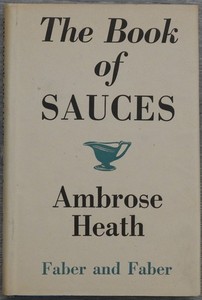 The Book
of
SAUCES
Ambrose
Heath
Faber and Faber